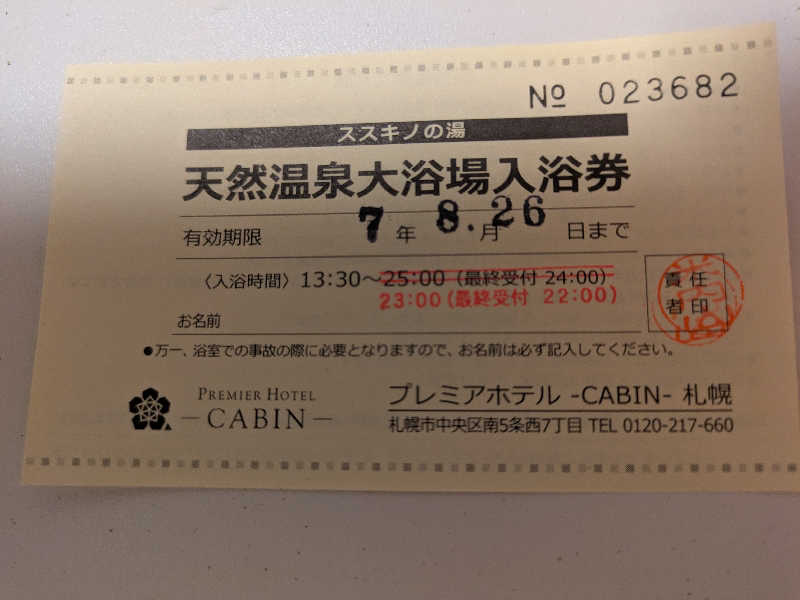 № 023682
ススキノの湯
天然温泉大浴場入浴券
有効期限 7 年 8.26 月 日まで
〈入浴時間〉13:30～25:00（最終受付 24:00）
23:00（最終受付 22:00）
責任
者印
お名前
●万一、浴室での事故の際に必要となりますので、お名前は必ず記入してください。
PREMIER HOTEL
－CABIN－
プレミアホテル -CABIN- 札幌
札幌市中央区南5条西7丁目 TEL 0120-217-660